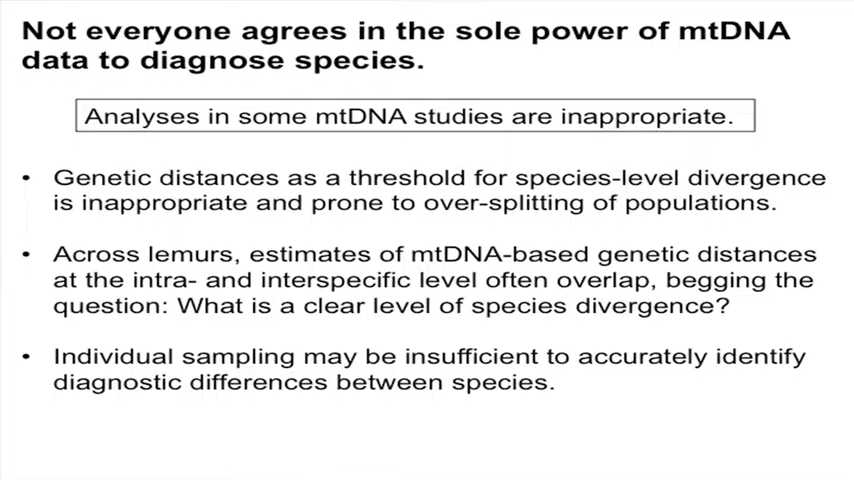 Not everyone agrees in the sole power of mtDNA
data to diagnose species.
Analyses in some mtDNA studies are inappropriate.
• Genetic distances as a threshold for species-level divergence
is inappropriate and prone to over-splitting of populations.
• Across lemurs, estimates of mtDNA-based genetic distances
at the intra- and interspecific level often overlap, begging the
question: What is a clear level of species divergence?
• Individual sampling may be insufficient to accurately identify
diagnostic differences between species.